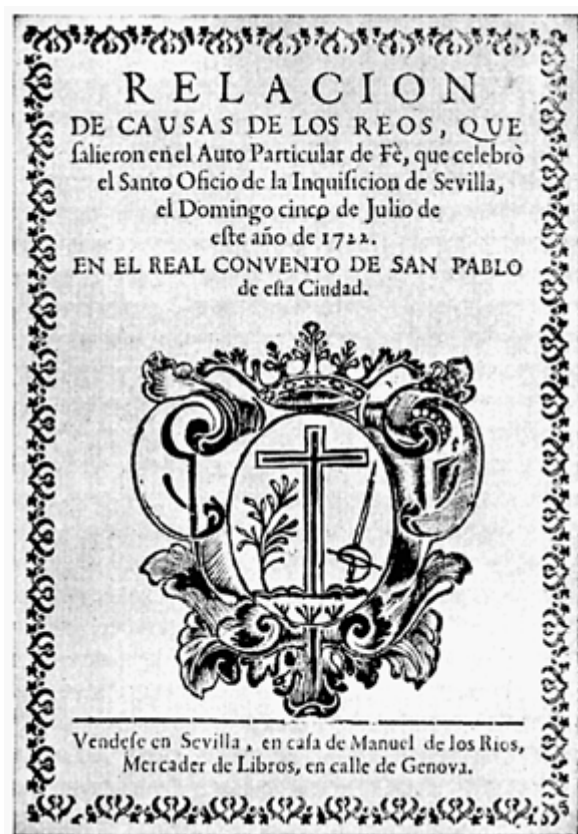 RELACION
DE CAUSAS DE LOS REOS, QUE
ſalieron en el Auto Particular de Fè, que celebrò
el Santo Oficio de la Inquiſicion de Sevilla,
el Domingo cinco de Julio de
eſte año de 1722.
EN EL REAL CONVENTO DE SAN PABLO
de eſta Ciudad.
Vendeſe en Sevilla, en caſa de Manuel de los Rios,
Mercader de Libros, en calle de Genova.